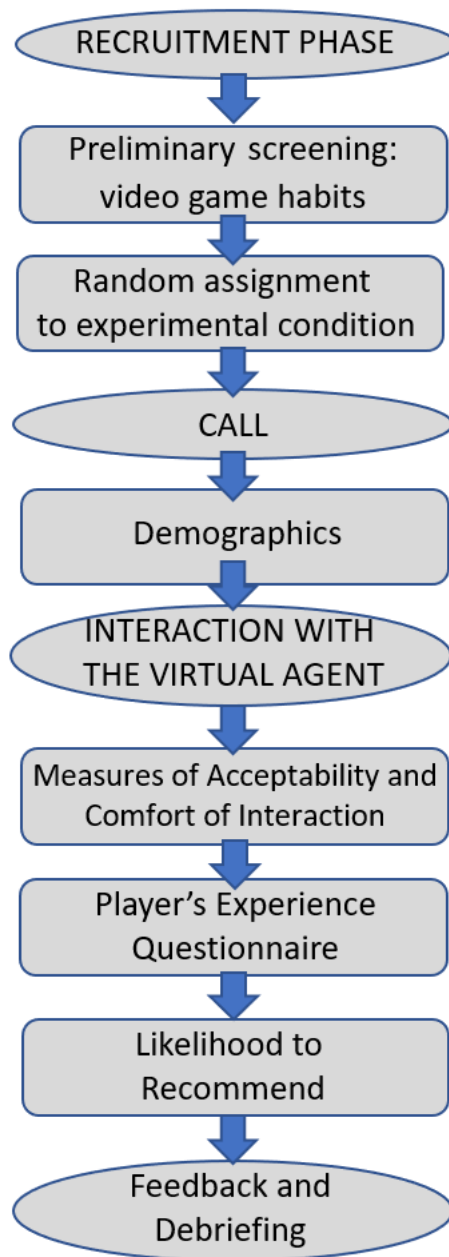 RECRUITMENT PHASE
Preliminary screening:
video game habits
Random assignment
to experimental condition
CALL
Demographics
INTERACTION WITH
THE VIRTUAL AGENT
Measures of Acceptability and
Comfort of Interaction
Player’s Experience
Questionnaire
Likelihood to
Recommend
Feedback and
Debriefing